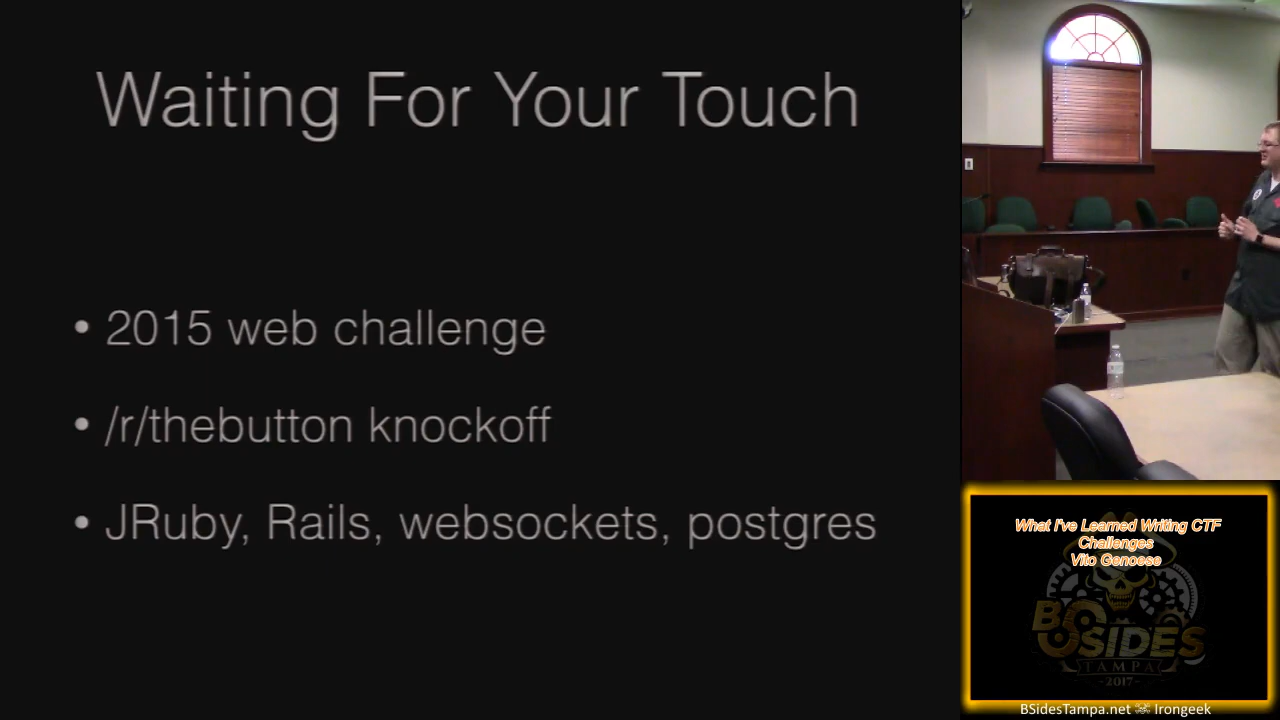 Waiting For Your Touch
• 2015 web challenge
• /r/thebutton knockoff
• JRuby, Rails, websockets, postgres
What I've Learned Writing CTF
Challenges
Vito Genoese
BSIDES
TAMPA
-2017-
BSidesTampa.net ☠ Irongeek